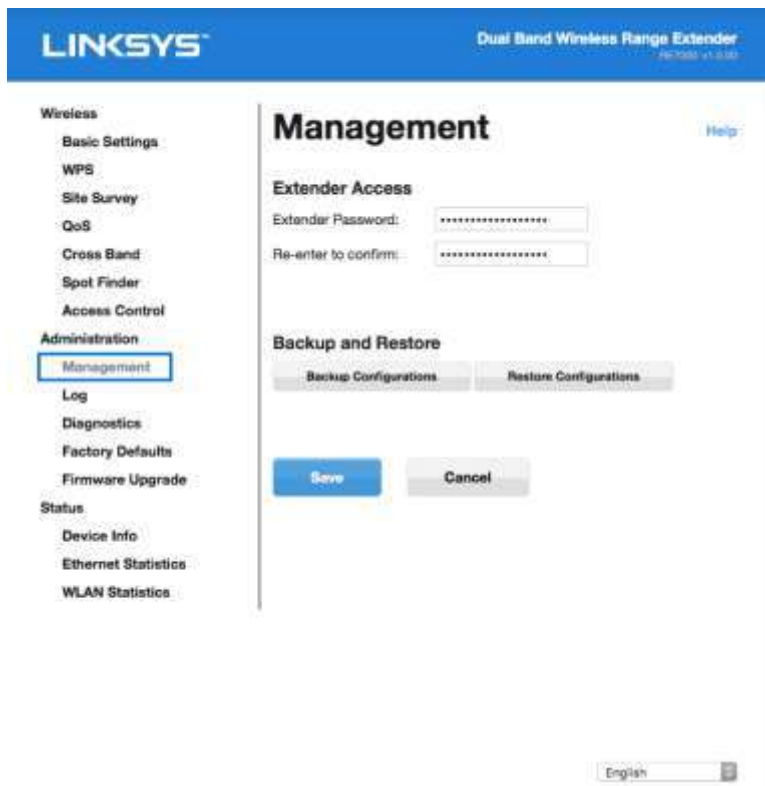 LINKSYS
Dual Band Wireless Range Extender
Wireless
Basic Settings
WPS
Site Survey
QoS
Cross Band
Spot Finder
Access Control
Administration
Management
Log
Diagnostics
Factory Defaults
Firmware Upgrade
Status
Device Info
Ethernet Statistics
WLAN Statistics
Management
Help
Extender Access
Extender Password:
Re-enter to confirm:
Backup and Restore
Backup Configurations Restore Configurations
Save Cancel
English